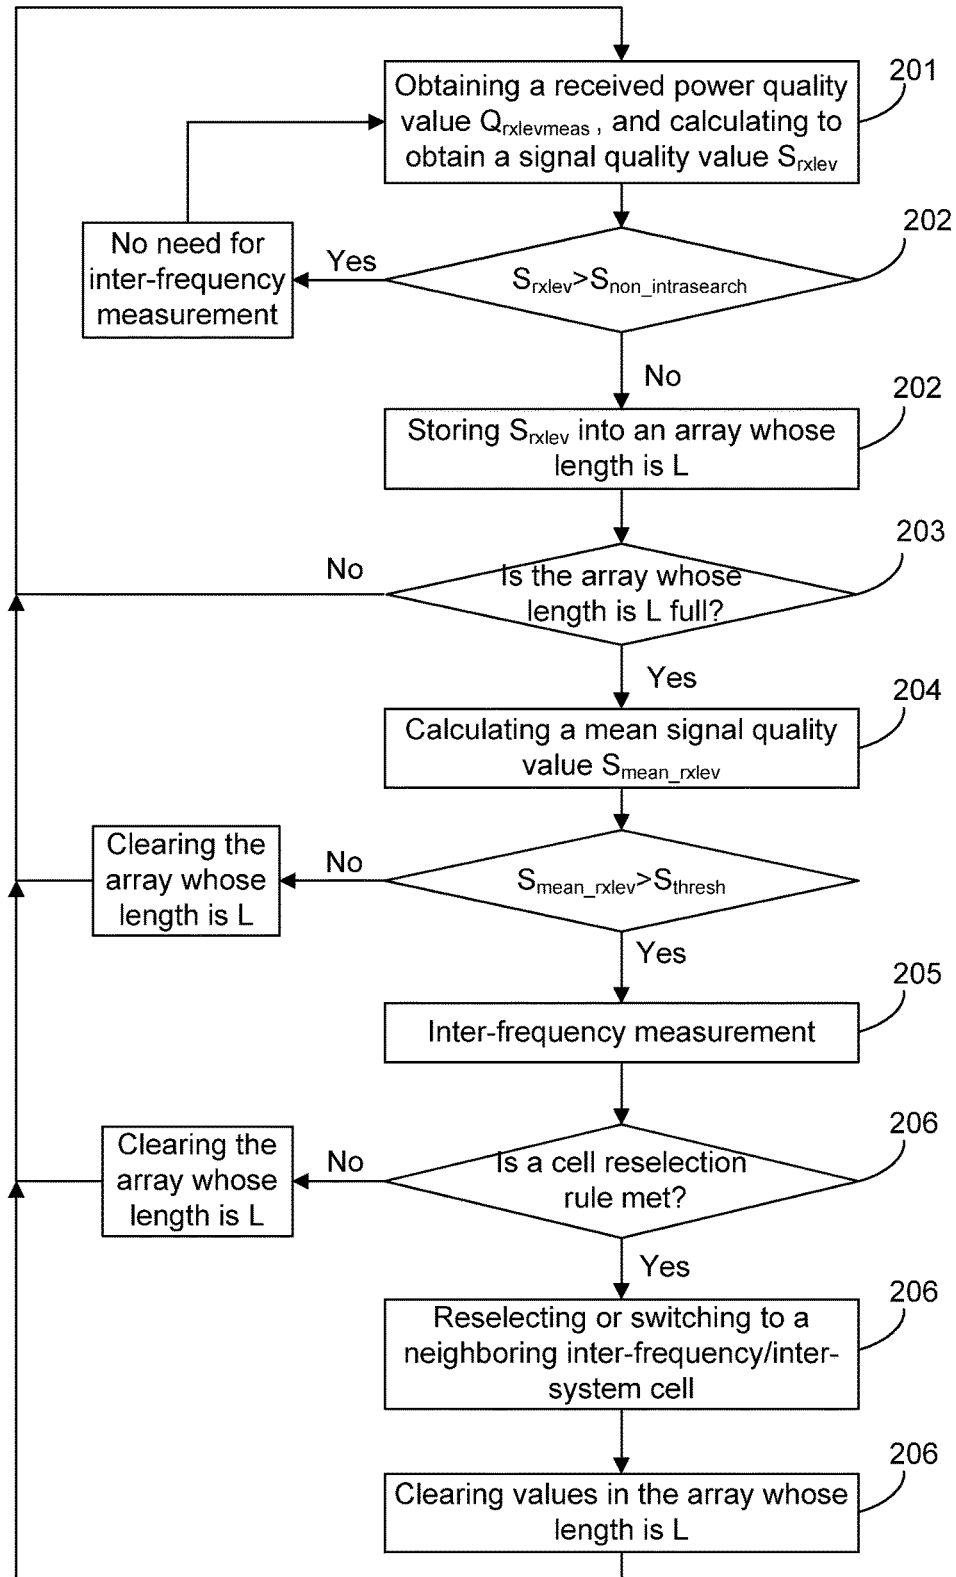 201
Obtaining a received power quality
value Qrxlevmeas , and calculating to
obtain a signal quality value Srxlev
202
No need for
inter-frequency
measurement
Yes
Srxlev>Snon_intrasearch
No
202
Storing Srxlev into an array whose
length is L
203
No
Is the array whose
length is L full?
Yes
204
Calculating a mean signal quality
value Smean_rxlev
Clearing the
array whose
length is L
No
Smean_rxlev>Sthresh
Yes
205
Inter-frequency measurement
206
Clearing the
array whose
length is L
No
Is a cell reselection
rule met?
Yes
206
Reselecting or switching to a
neighboring inter-frequency/inter-
system cell
206
Clearing values in the array whose
length is L